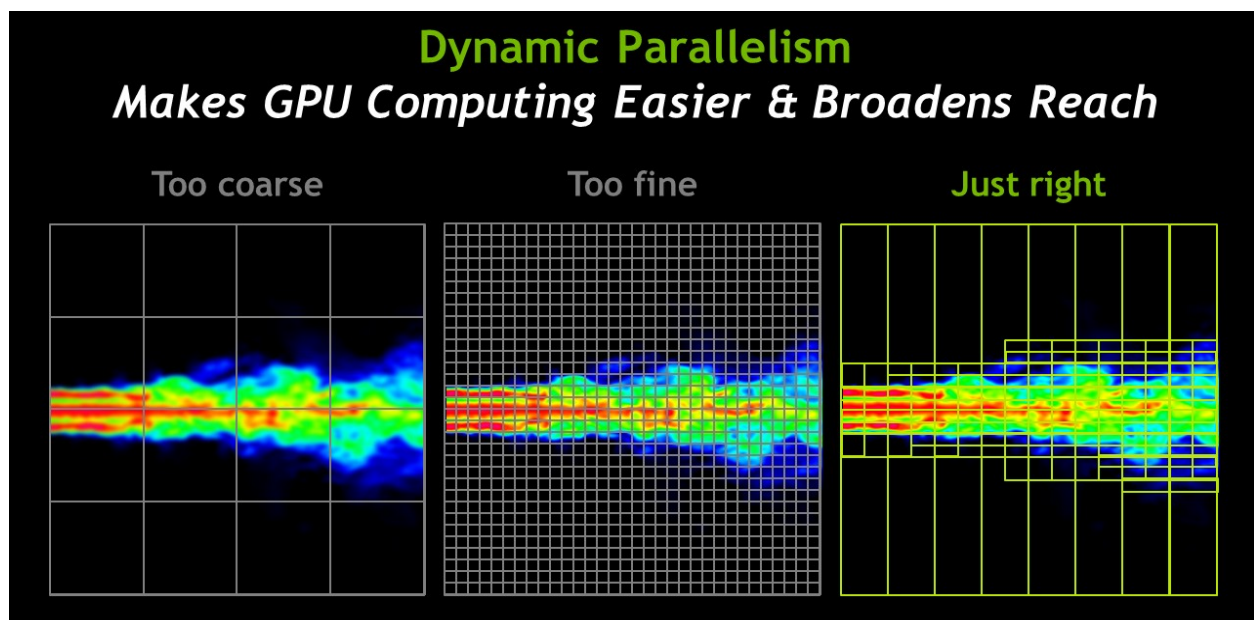 Dynamic Parallelism
Makes GPU Computing Easier & Broadens Reach
Too coarse
Too fine
Just right